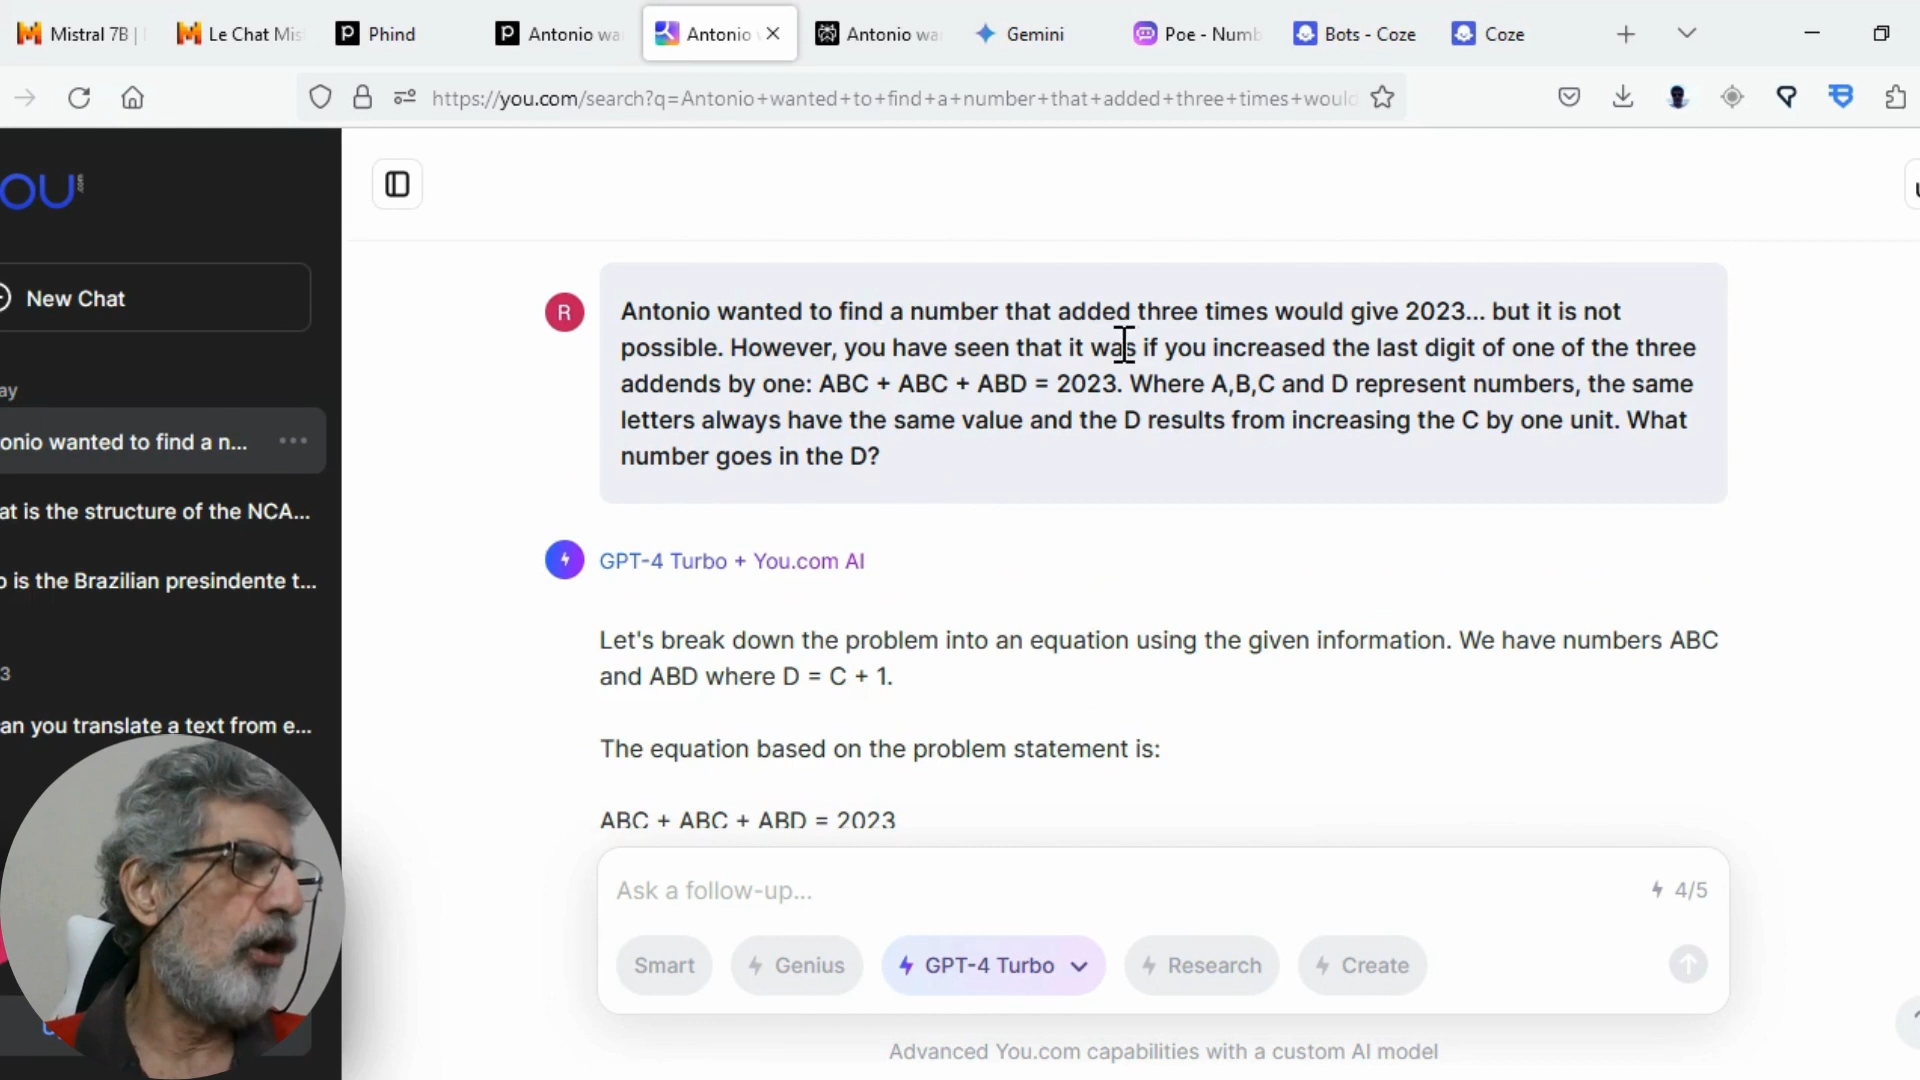 Mistral 7B |
Le Chat Mis
Phind
Antonio wa
Antonio
Antonio wa
Gemini
Poe - Numb
Bots - Coze
Coze
https://you.com/search?q=Antonio+wanted+to+find+a+number+that+added+three+times+would
YOU.com
New Chat
ay
onio wanted to find a n...
at is the structure of the NCA...
o is the Brazilian presindente t...
3
an you translate a text from e...
R
Antonio wanted to find a number that added three times would give 2023... but it is not
possible. However, you have seen that it was if you increased the last digit of one of the three
addends by one: ABC + ABC + ABD = 2023. Where A,B,C and D represent numbers, the same
letters always have the same value and the D results from increasing the C by one unit. What
number goes in the D?
GPT-4 Turbo + You.com AI
Let's break down the problem into an equation using the given information. We have numbers ABC
and ABD where D = C + 1.
The equation based on the problem statement is:
ABC + ABC + ABD = 2023
Ask a follow-up...
4/5
Smart
Genius
GPT-4 Turbo
Research
Create
Advanced You.com capabilities with a custom AI model